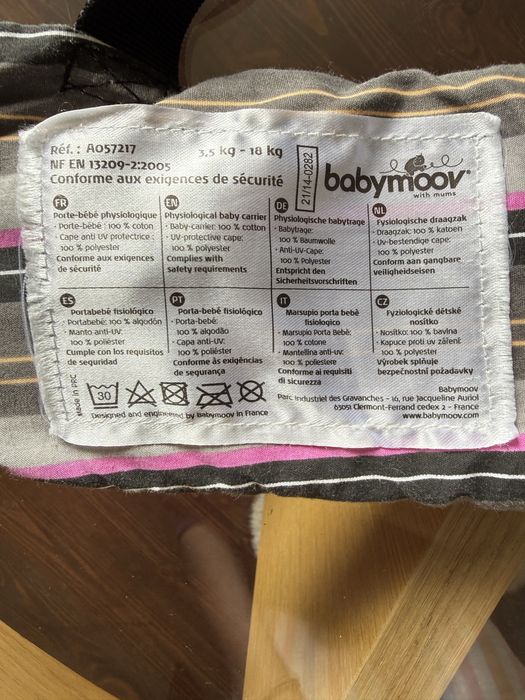 Réf. : A057217
3,5 kg - 18 kg
NF EN 13209-2:2005
Conforme aux exigences de sécurité
21/14-0282
babymoov®
with mums
FR
Porte-bébé physiologique
· Porte-bébé : 100 % coton
· Cape anti UV protectrice :
100 % polyester
Conforme aux exigences
de sécurité
EN
Physiological baby carrier
· Baby-carrier: 100 % cotton
· UV-protective cape:
100 % polyester
Complies with
safety requirements
DE
Physiologische babytrage
· Babytrage:
100 % Baumwolle
· Anti-UV-Cape:
100 % polyester
Entspricht den
Sicherheitsvorschriften
NL
Fysiologische draagzak
· Draagzak: 100 % katoen
· UV-bestendige cape:
100 % polyester
Conform aan gangbare
veiligheidseisen
ES
Portabebé fisiológico
· Portabebé: 100 % algodón
· Manto anti-UV:
100 % poliéster
Cumple con los requisitos
de seguridad
PT
Porta-bebé fisiológico
· Porta-bebé:
100 % algodão
· Capa anti-UV:
100 % poliéster
Conforme às exigências
de segurança
IT
Marsupio porta bebè
fisiologico
· Marsupio Porta Bebè:
100 % cotone
· Mantellina anti-UV:
100 % poliestere
Conforme ai requisiti
di sicurezza
CZ
Fyziologické dětské
nosítko
· Nosítko: 100 % bavlna
· Kapuce proti uv záření:
100 % polyester
Výrobek splňuje
bezpečnostní požadavky
Made in PRC
30
Designed and engineered by Babymoov in France
Babymoov
Parc Industriel des Gravanches - 16, rue Jacqueline Auriol
63051 Clermont-Ferrand cedex 2 - France
www.babymoov.com